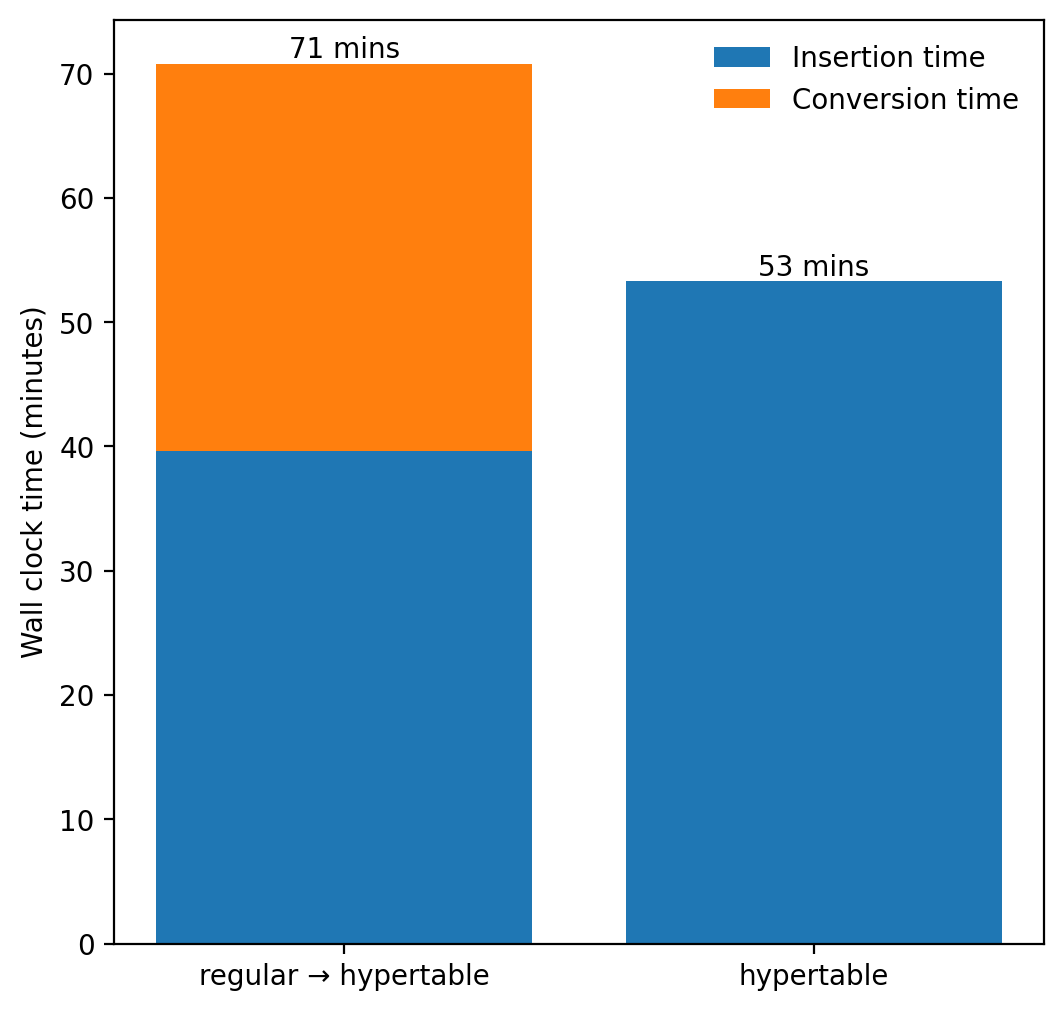 71 mins
Insertion time
Conversion time
53 mins
Wall clock time (minutes)
70
60
50
40
30
20
10
0
regular → hypertable
hypertable